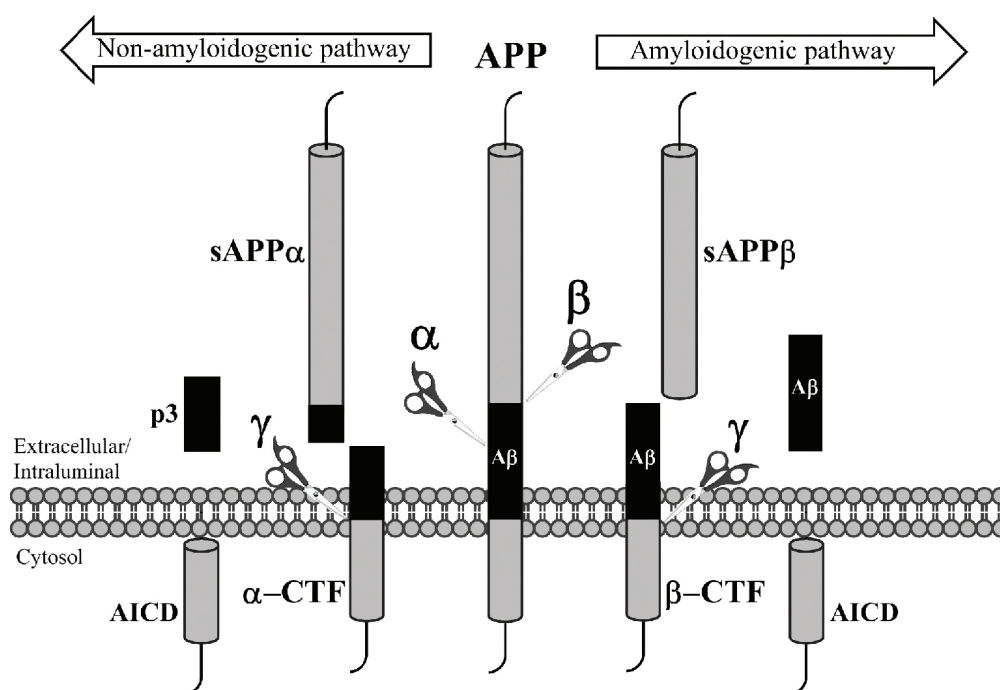 Non-amyloidogenic pathway
APP
Amyloidogenic pathway
sAPPα
sAPPβ
α
β
p3
Aβ
γ
γ
Extracellular/
Intraluminal
Aβ
Aβ
Cytosol
AICD
α–CTF
β–CTF
AICD